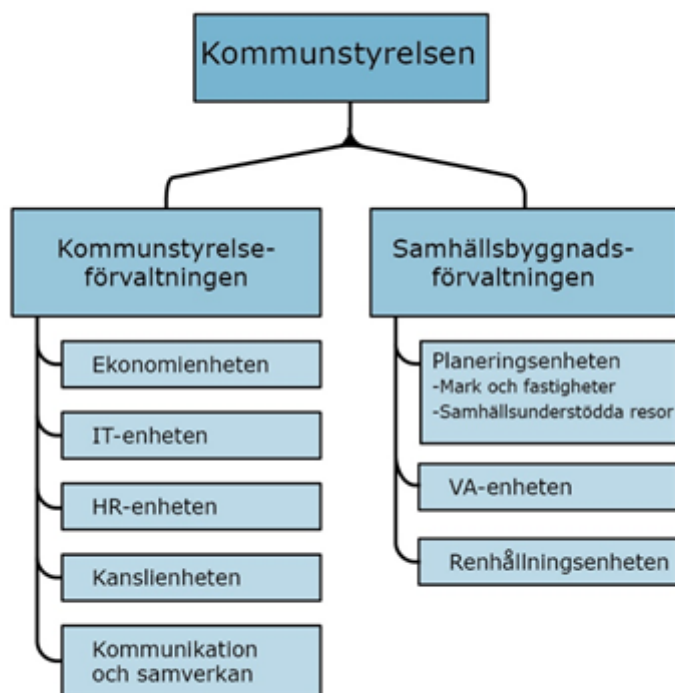 Kommunstyrelsen
Kommunstyrelse-
förvaltningen
Ekonomienheten
IT-enheten
HR-enheten
Kanslienheten
Kommunikation
och samverkan
Samhällsbyggnads-
förvaltningen
Planeringsenheten
-Mark och fastigheter
-Samhällsunderstödda resor
VA-enheten
Renhållningsenheten